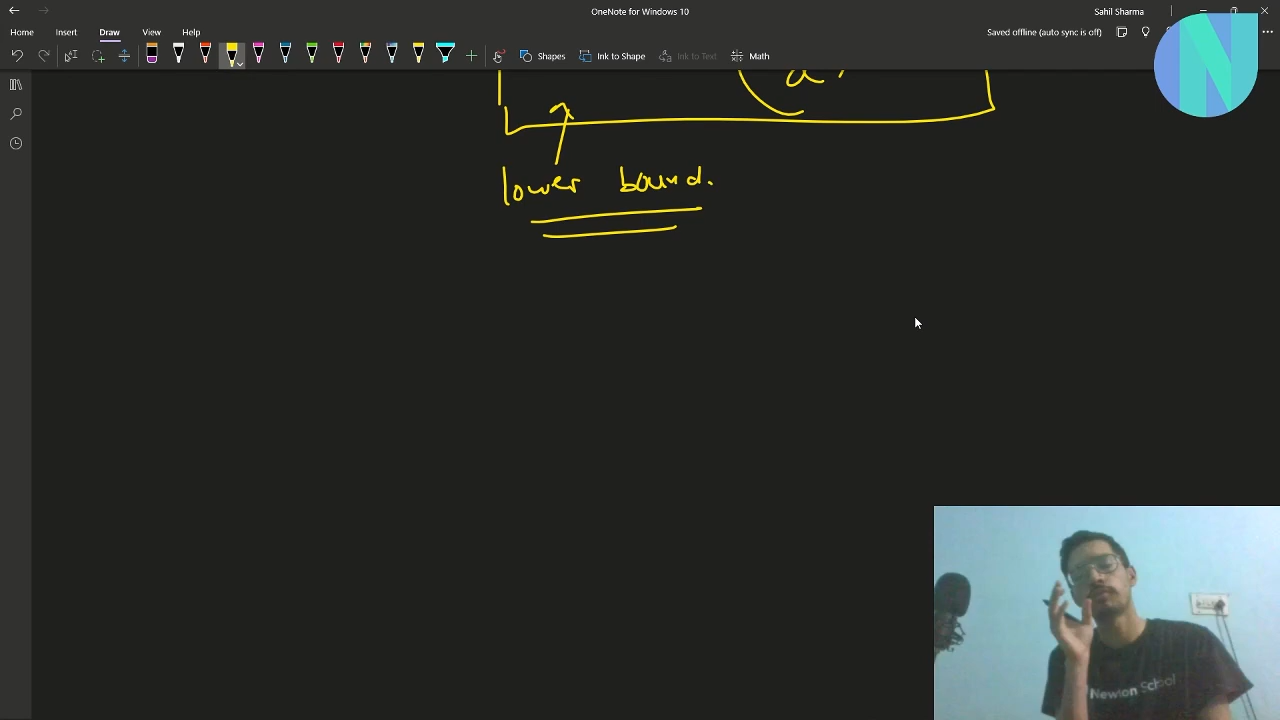 OneNote for Windows 10
Sahil Sharma
Home Insert Draw View Help
Saved offline (auto sync is off)
Shapes Ink to Shape Ink to Text Math
a
lower bound.
Newton School